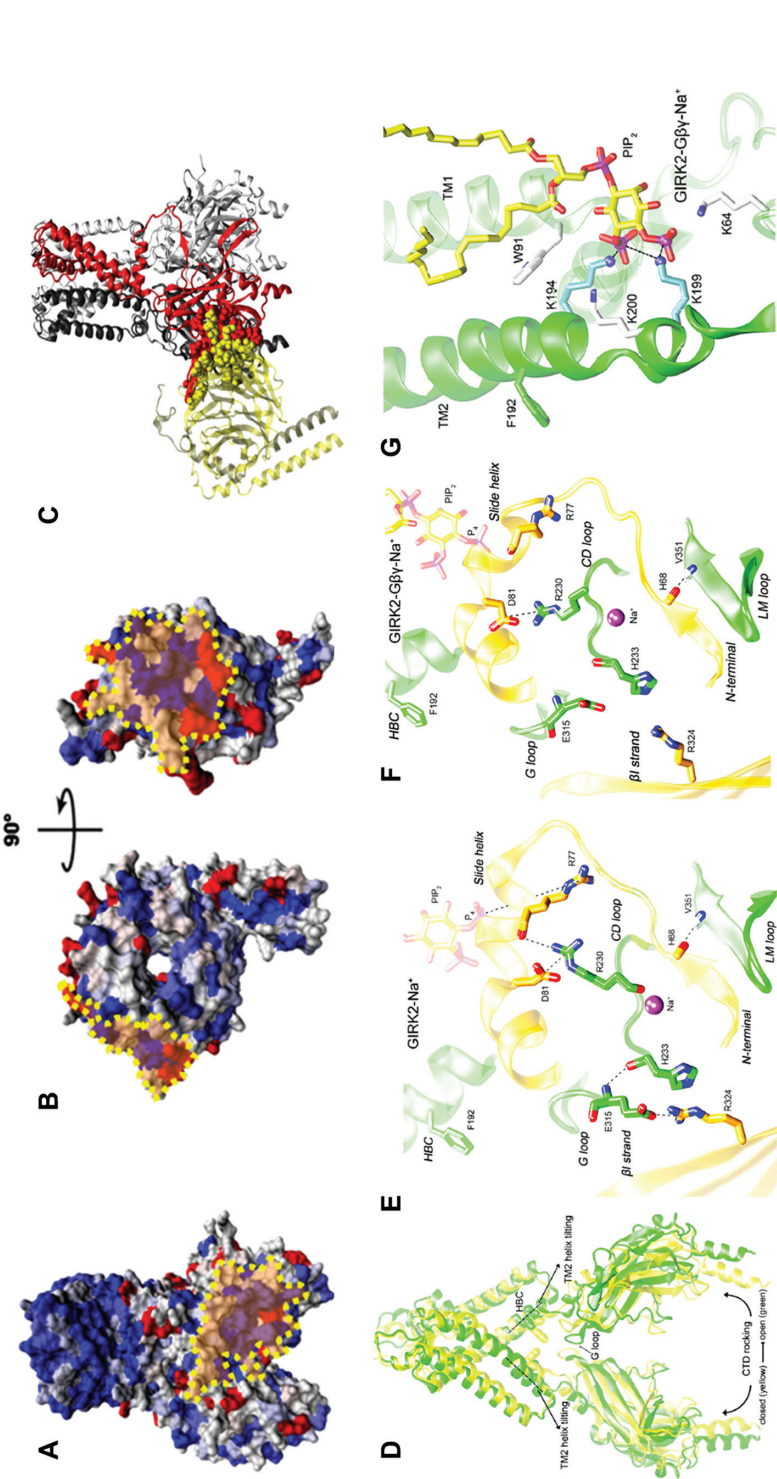 A
B
90°
C
D
TM2 helix tilting
HBC
TM2 helix tilting
G loop
CTD rocking
closed (yellow) → open (green)
E
GIRK2-Na⁺
HBC
F192
PIP₂
P₄
Slide helix
D81
R77
G loop
E315
R230
CD loop
βI strand
H233
Na⁺
R324
H68
V351
N-terminal
LM loop
F
GIRK2-Gβγ-Na⁺
HBC
F192
PIP₂
P₄
Slide helix
D81
R77
G loop
E315
R230
CD loop
βI strand
H233
Na⁺
R324
H68
V351
N-terminal
LM loop
G
TM2
TM1
W91
F192
K194
PIP₂
K200
K199
GIRK2-Gβγ-Na⁺
K64